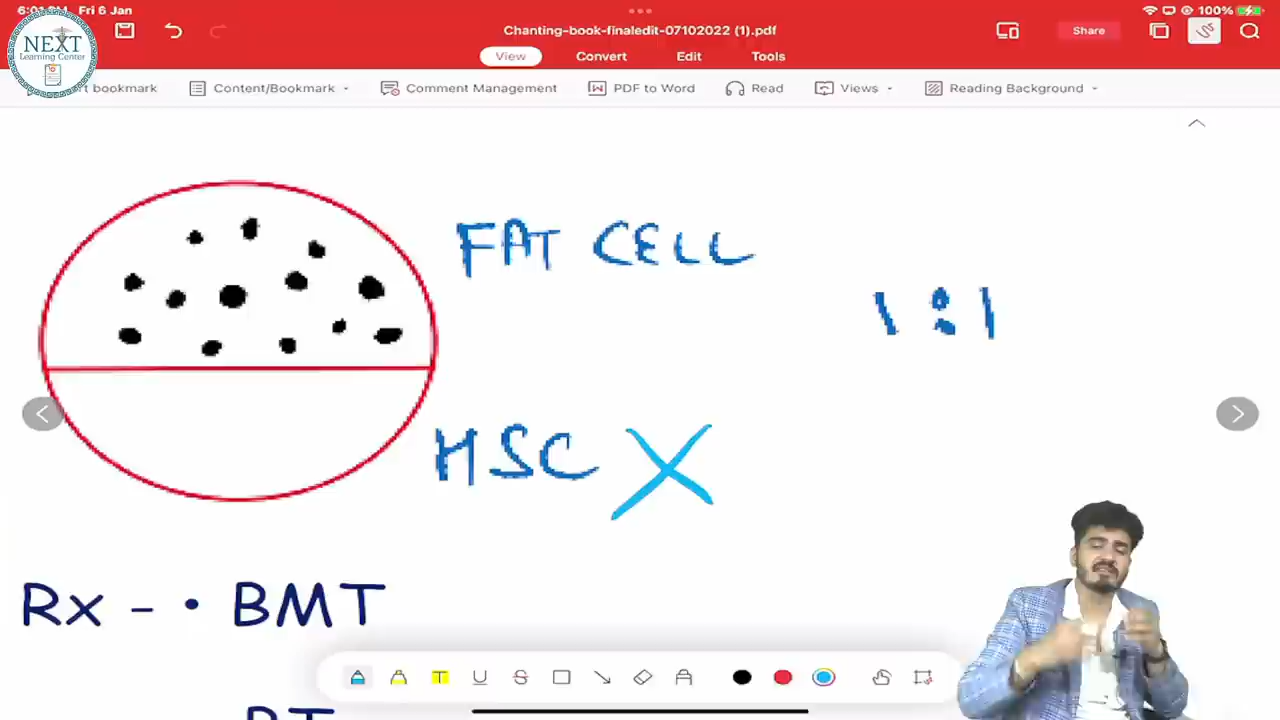 6:01 PM Fri 6 Jan
100%
NEXT
Learning Center
Chanting-book-finaledit-07102022 (1).pdf
Share
View
Convert
Edit
Tools
bookmark
Content/Bookmark
Comment Management
PDF to Word
Read
Views
Reading Background
FAT CELL
1:1
HSC X
Rx - • BMT